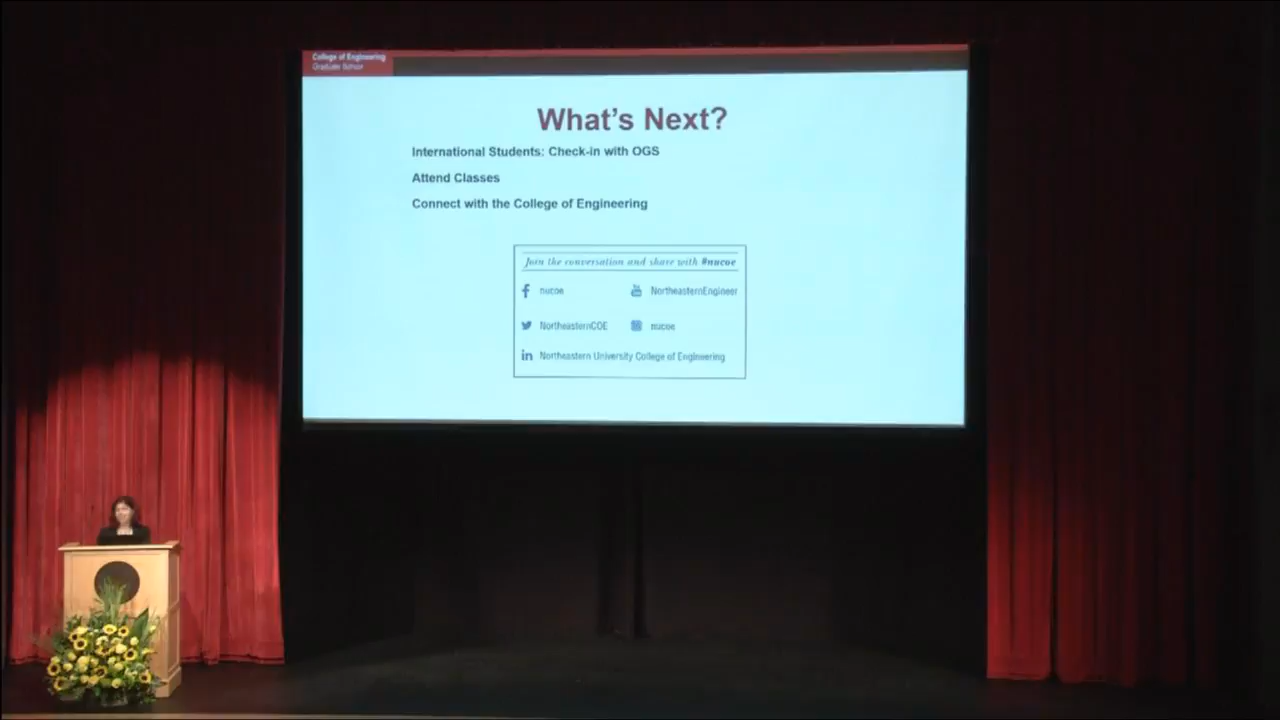 College of Engineering
Graduate School
What's Next?
International Students: Check-in with OGS
Attend Classes
Connect with the College of Engineering
Join the conversation and share with #nucoe
nucoe
NortheasternEngineer
NortheasternCOE
nucoe
Northeastern University College of Engineering